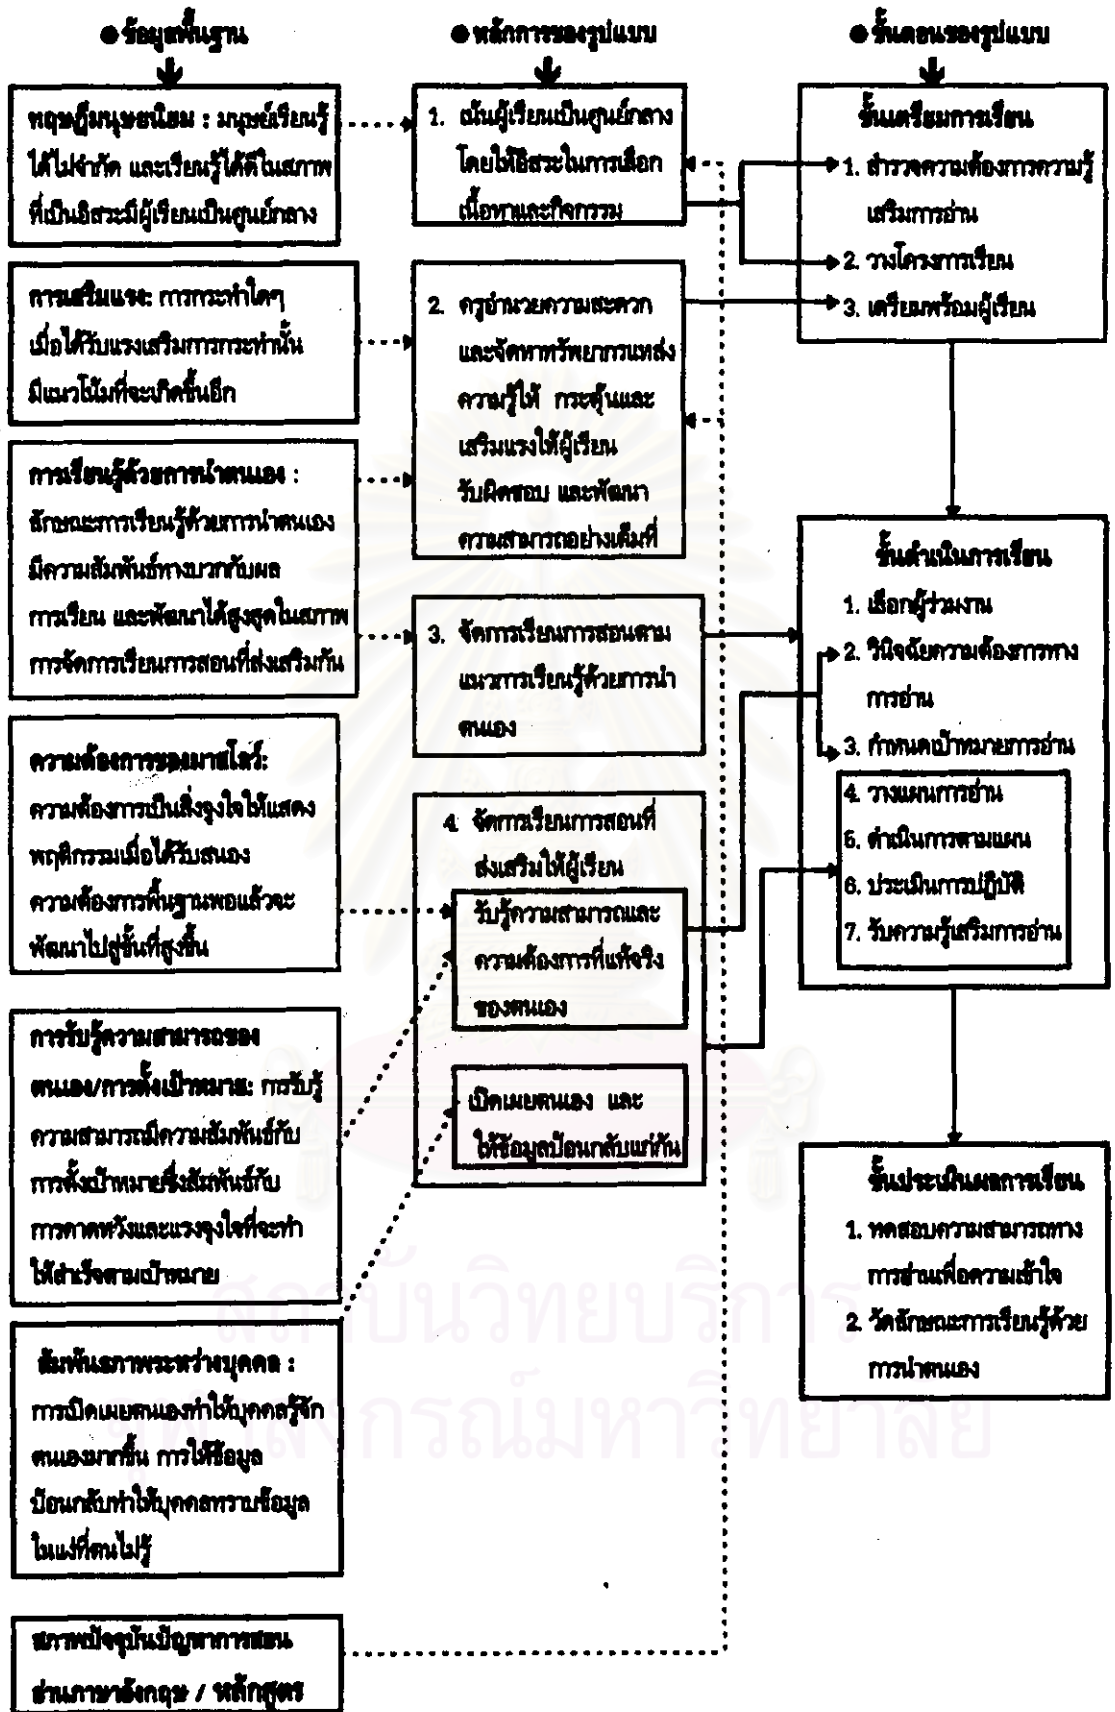 ● ข้อมูลพื้นฐาน
ทฤษฎีมนุษยนิยม : มนุษย์เรียนรู้
ได้ไม่จำกัด และเรียนรู้ได้ดีในสภาพ
ที่เป็นอิสระมีผู้เรียนเป็นศูนย์กลาง
การเสริมแรง: การกระทำใดๆ
เมื่อได้รับแรงเสริมการกระทำนั้น
มีแนวโน้มที่จะเกิดขึ้นอีก
การเรียนรู้ด้วยการนำตนเอง :
ลักษณะการเรียนรู้ด้วยการนำตนเอง
มีความสัมพันธ์ทางบวกกับผล
การเรียน และพัฒนาได้สูงสุดในสภาพ
การจัดการเรียนการสอนที่ส่งเสริมกัน
ความต้องการของมาสโลว์:
ความต้องการเป็นสิ่งจูงใจให้แสดง
พฤติกรรมเมื่อได้รับสนอง
ความต้องการพื้นฐานพอแล้วจะ
พัฒนาไปสู่ขั้นที่สูงขึ้น
การรับรู้ความสามารถของ
ตนเอง/การตั้งเป้าหมาย: การรับรู้
ความสามารถมีความสัมพันธ์กับ
การตั้งเป้าหมายซึ่งสัมพันธ์กับ
การคาดหวังและแรงจูงใจที่จะทำ
ให้สำเร็จตามเป้าหมาย
สัมพันธภาพระหว่างบุคคล :
การเปิดเผยตนเองทำให้บุคคลรู้จัก
ตนเองมากขึ้น การให้ข้อมูล
ป้อนกลับทำให้บุคคลทราบข้อมูล
ในแง่ที่ตนไม่รู้
สภาพปัจจุบันปัญหาการสอน
อ่านภาษาอังกฤษ / หลักสูตร
● หลักการของรูปแบบ
1. เน้นผู้เรียนเป็นศูนย์กลาง
โดยให้อิสระในการเลือก
เนื้อหาและกิจกรรม
2. ครูอำนวยความสะดวก
และจัดหาทรัพยากรแหล่ง
ความรู้ให้ กระตุ้นและ
เสริมแรงให้ผู้เรียน
รับผิดชอบ และพัฒนา
ความสามารถอย่างเต็มที่
3. จัดการเรียนการสอนตาม
แนวการเรียนรู้ด้วยการนำ
ตนเอง
4. จัดการเรียนการสอนที่
ส่งเสริมให้ผู้เรียน
รับรู้ความสามารถและ
ความต้องการที่แท้จริง
ของตนเอง
เปิดเผยตนเอง และ
ให้ข้อมูลป้อนกลับแก่กัน
● ขั้นตอนของรูปแบบ
ขั้นเตรียมการเรียน
1. สำรวจความต้องการความรู้
เสริมการอ่าน
2. วางโครงการเรียน
3. เตรียมพร้อมผู้เรียน
ขั้นดำเนินการเรียน
1. เลือกผู้ร่วมงาน
2. วินิจฉัยความต้องการทาง
การอ่าน
3. กำหนดเป้าหมายการอ่าน
4. วางแผนการอ่าน
5. ดำเนินการตามแผน
6. ประเมินการปฏิบัติ
7. รับความรู้เสริมการอ่าน
ขั้นประเมินผลการเรียน
1. ทดสอบความสามารถทาง
การอ่านเพื่อความเข้าใจ
2. วัดลักษณะการเรียนรู้ด้วย
การนำตนเอง
สถาบันวิทยบริการ
จุฬาลงกรณ์มหาวิทยาลัย